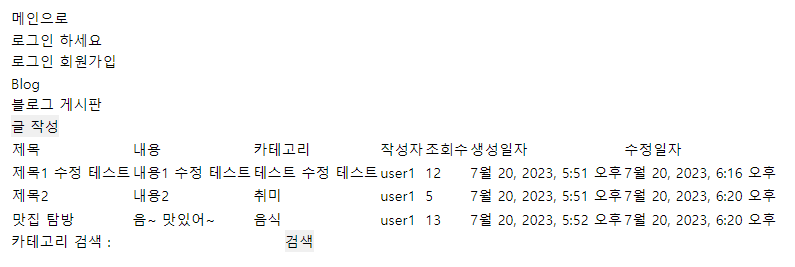 메인으로
로그인 하세요
로그인 회원가입
Blog
블로그 게시판
글 작성
제목 내용 카테고리 작성자 조회수 생성일자 수정일자
제목1 수정 테스트 내용1 수정 테스트 테스트 수정 테스트 user1 12 7월 20, 2023, 5:51 오후 7월 20, 2023, 6:16 오후
제목2 내용2 취미 user1 5 7월 20, 2023, 5:51 오후 7월 20, 2023, 6:20 오후
맛집 탐방 음~ 맛있어~ 음식 user1 13 7월 20, 2023, 5:52 오후 7월 20, 2023, 6:20 오후
카테고리 검색 : 검색